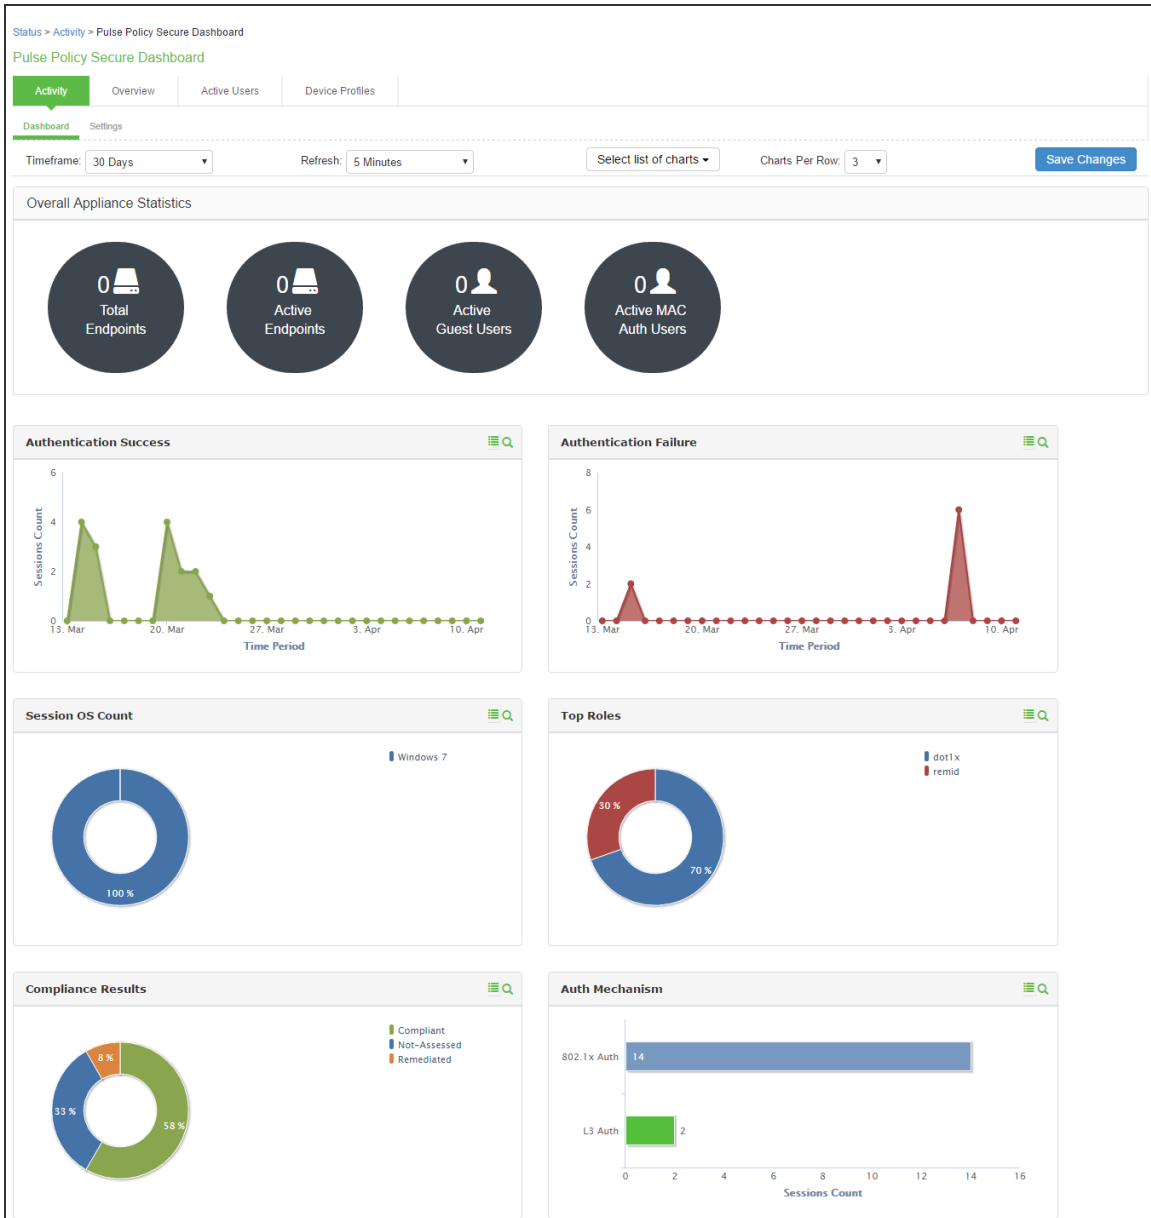 Status > Activity > Pulse Policy Secure Dashboard
Pulse Policy Secure Dashboard
Activity Overview Active Users Device Profiles
Dashboard Settings
Timeframe: 30 Days Refresh: 5 Minutes Select list of charts Charts Per Row: 3 Save Changes
Overall Appliance Statistics
0 Total Endpoints
0 Active Endpoints
0 Active Guest Users
0 Active MAC Auth Users
Authentication Success
Sessions Count
6
4
2
0
13. Mar 20. Mar 27. Mar 3. Apr 10. Apr
Time Period
Authentication Failure
Sessions Count
8
6
4
2
0
13. Mar 20. Mar 27. Mar 3. Apr 10. Apr
Time Period
Session OS Count
Windows 7
100 %
Top Roles
dot1x
remid
30 %
70 %
Compliance Results
Compliant
Not-Assessed
Remediated
8 %
33 %
58 %
Auth Mechanism
802.1x Auth 14
L3 Auth 2
0 2 4 6 8 10 12 14 16
Sessions Count